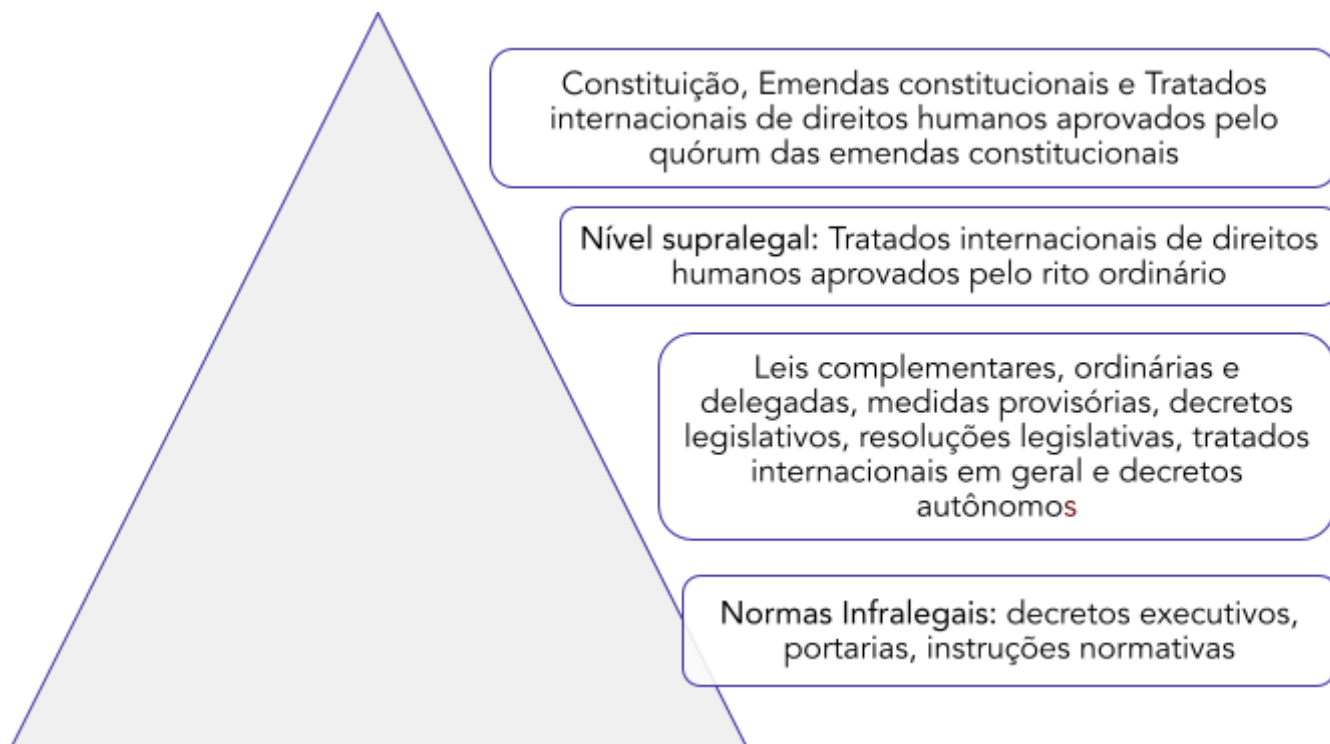 Constituição, Emendas constitucionais e Tratados
internacionais de direitos humanos aprovados pelo
quórum das emendas constitucionais
Nível supralegal: Tratados internacionais de direitos
humanos aprovados pelo rito ordinário
Leis complementares, ordinárias e
delegadas, medidas provisórias, decretos
legislativos, resoluções legislativas, tratados
internacionais em geral e decretos
autônomos
Normas Infralegais: decretos executivos,
portarias, instruções normativas